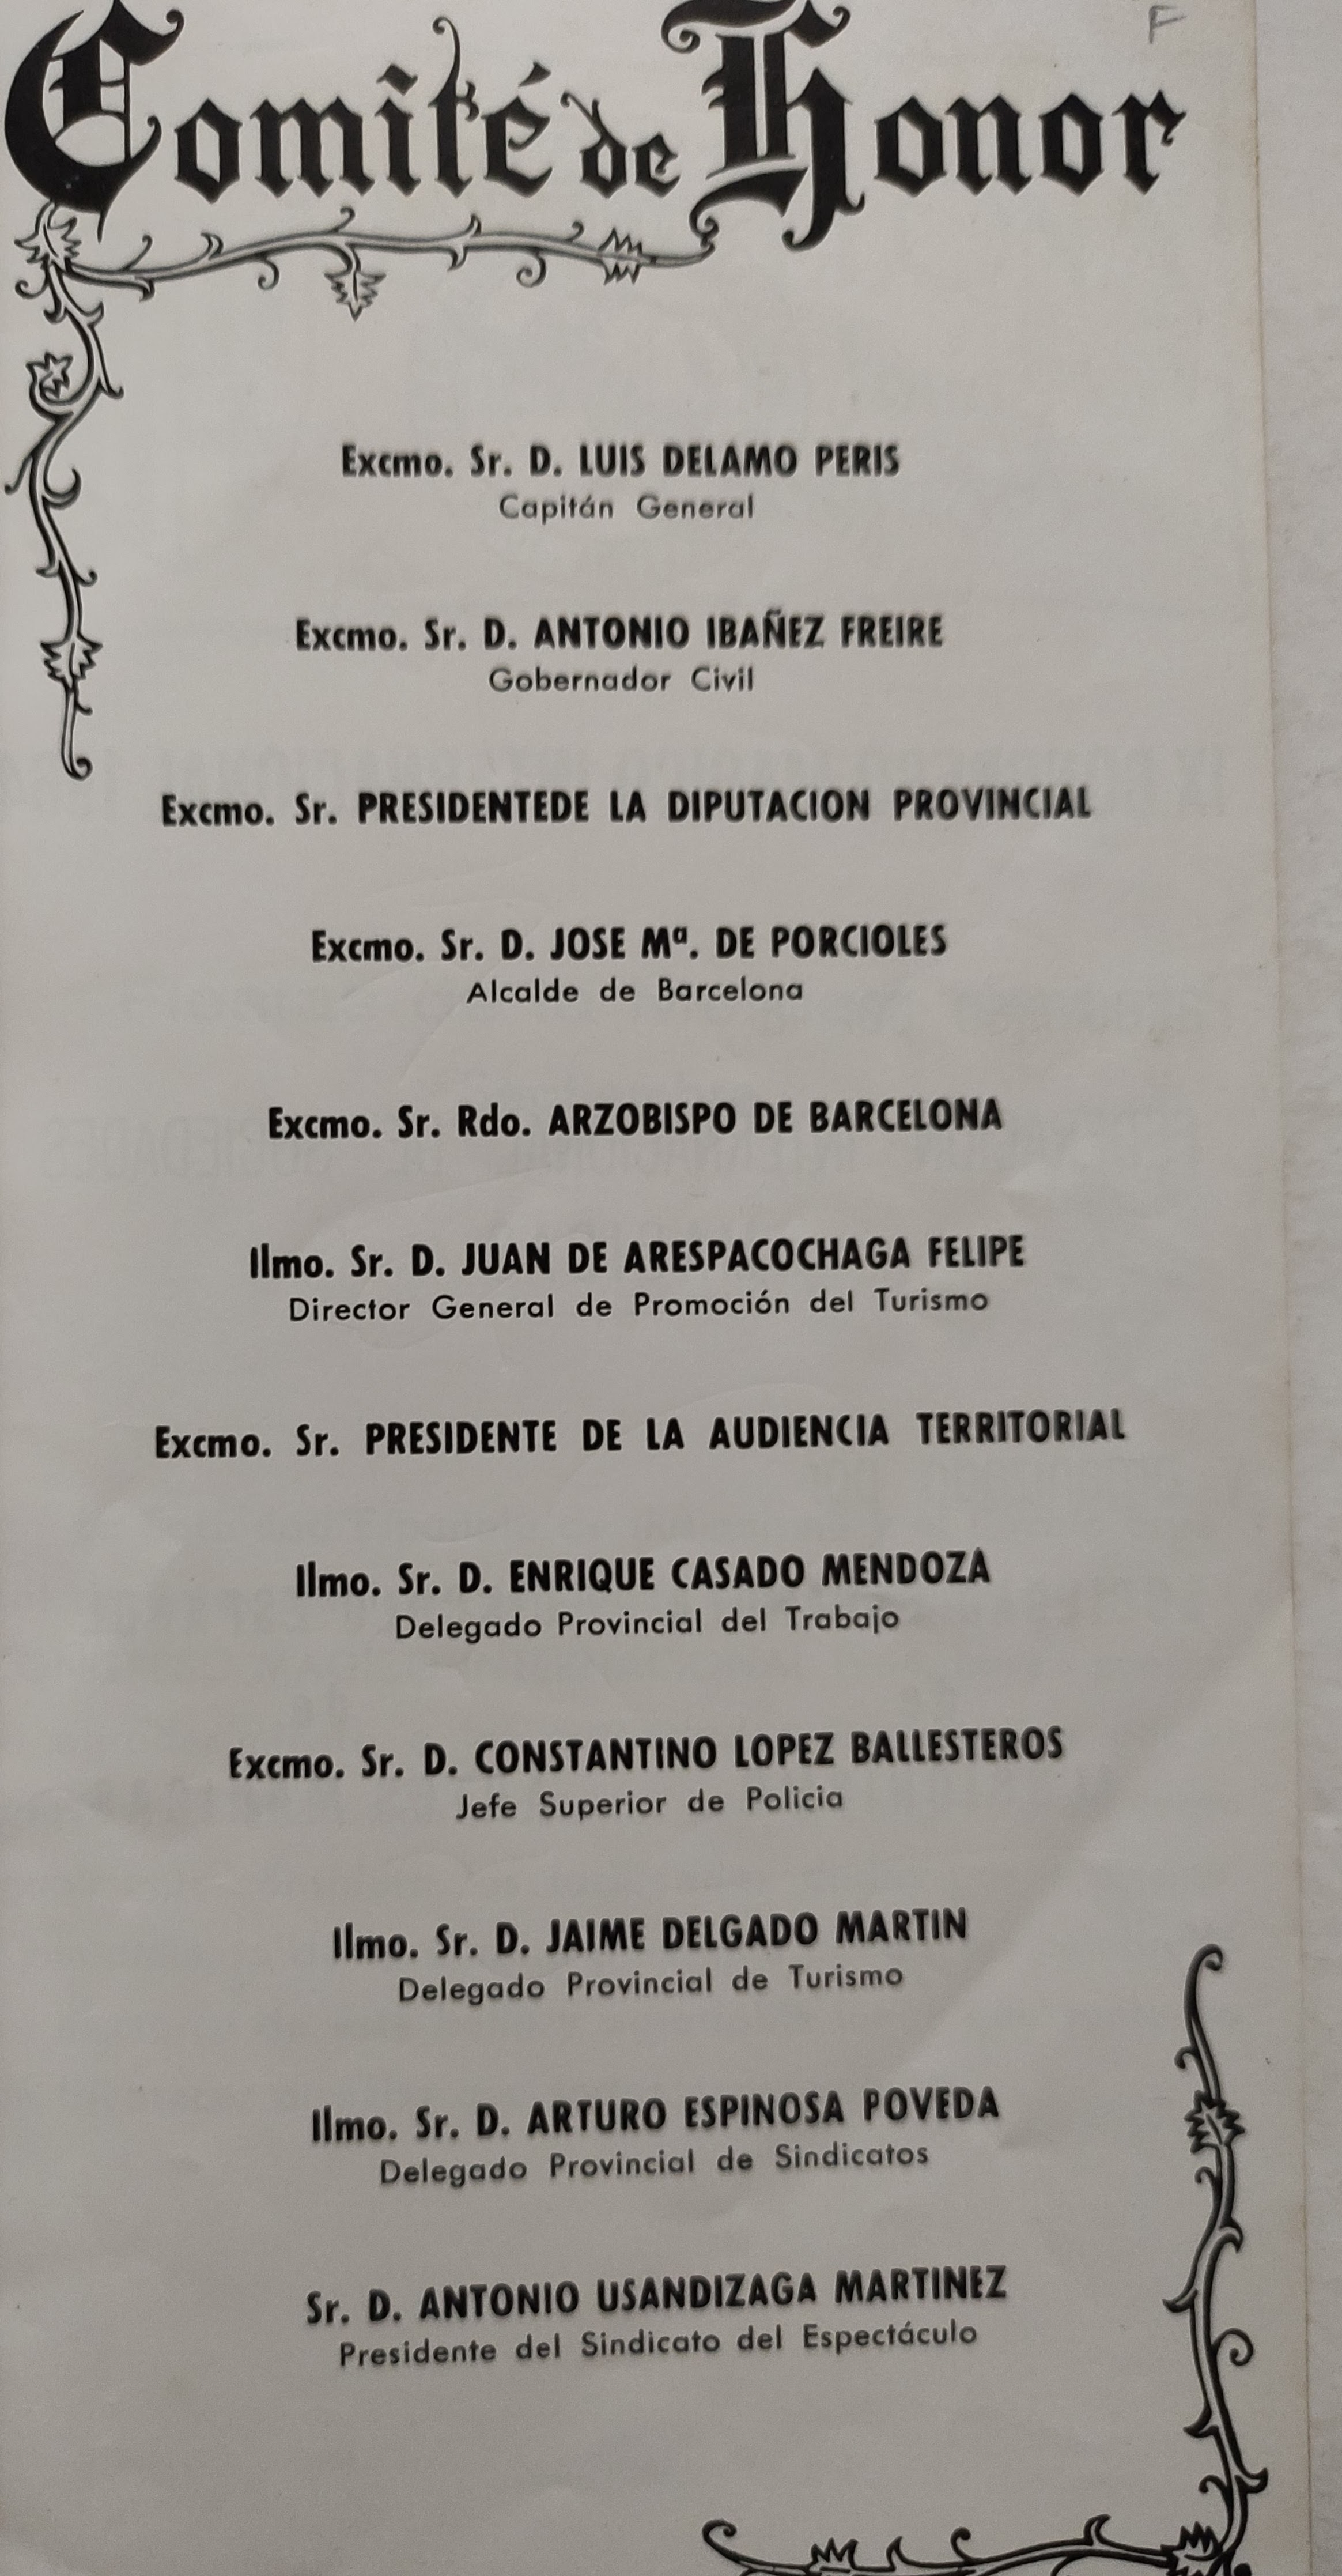 F
Comité de Honor
Excmo. Sr. D. LUIS DELAMO PERIS
Capitán General
Excmo. Sr. D. ANTONIO IBAÑEZ FREIRE
Gobernador Civil
Excmo. Sr. PRESIDENTEDE LA DIPUTACION PROVINCIAL
Excmo. Sr. D. JOSE Mª. DE PORCIOLES
Alcalde de Barcelona
Excmo. Sr. Rdo. ARZOBISPO DE BARCELONA
Ilmo. Sr. D. JUAN DE ARESPACOCHAGA FELIPE
Director General de Promoción del Turismo
Excmo. Sr. PRESIDENTE DE LA AUDIENCIA TERRITORIAL
Ilmo. Sr. D. ENRIQUE CASADO MENDOZA
Delegado Provincial del Trabajo
Excmo. Sr. D. CONSTANTINO LOPEZ BALLESTEROS
Jefe Superior de Policia
Ilmo. Sr. D. JAIME DELGADO MARTIN
Delegado Provincial de Turismo
Ilmo. Sr. D. ARTURO ESPINOSA POVEDA
Delegado Provincial de Sindicatos
Sr. D. ANTONIO USANDIZAGA MARTINEZ
Presidente del Sindicato del Espectáculo